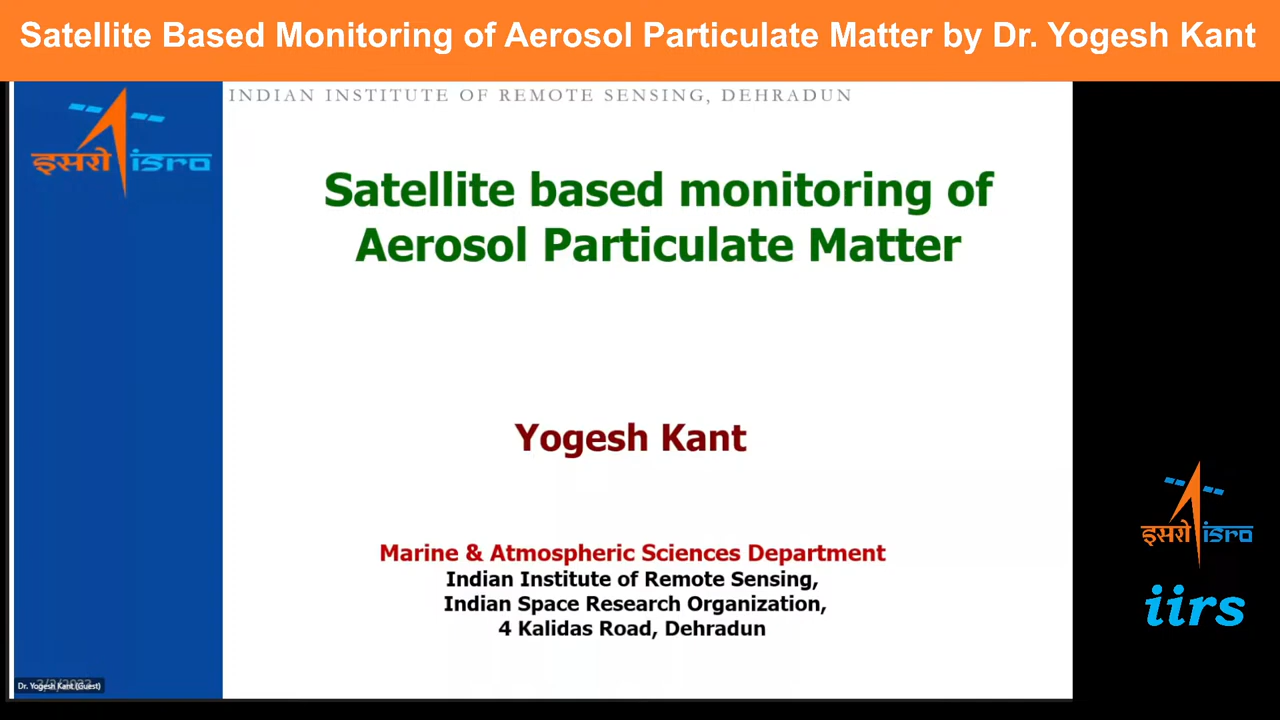 Satellite Based Monitoring of Aerosol Particulate Matter by Dr. Yogesh Kant
इसरो isro
INDIAN INSTITUTE OF REMOTE SENSING, DEHRADUN
Satellite based monitoring of
Aerosol Particulate Matter
Yogesh Kant
Marine & Atmospheric Sciences Department
Indian Institute of Remote Sensing,
Indian Space Research Organization,
4 Kalidas Road, Dehradun
Dr. Yogesh Kant (Guest)
इसरो isro
iirs